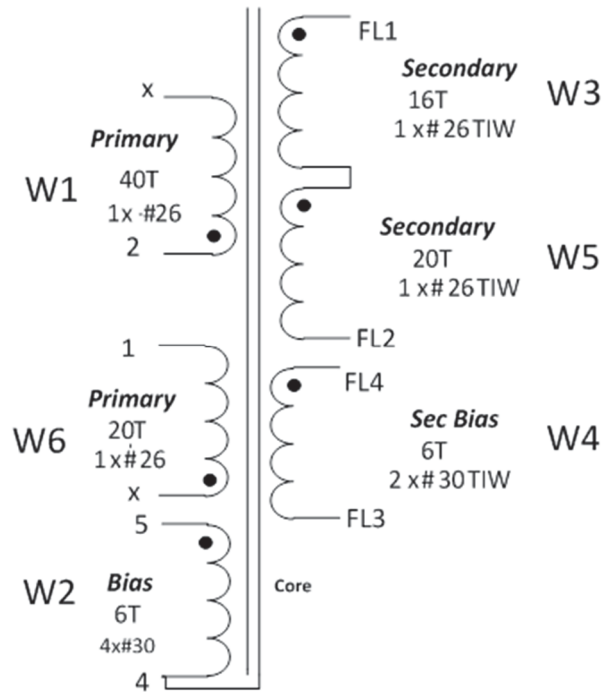 x
Primary
40T
1x ·#26
2
W1
1
Primary
20T
1x#26
x
W6
5
Bias
6T
4x#30
4
W2
FL1
Secondary
16T
1 x# 26 TIW
W3
Secondary
20T
1 x# 26 TIW
W5
FL2
FL4
Sec Bias
6T
2 x# 30 TIW
W4
FL3
Core